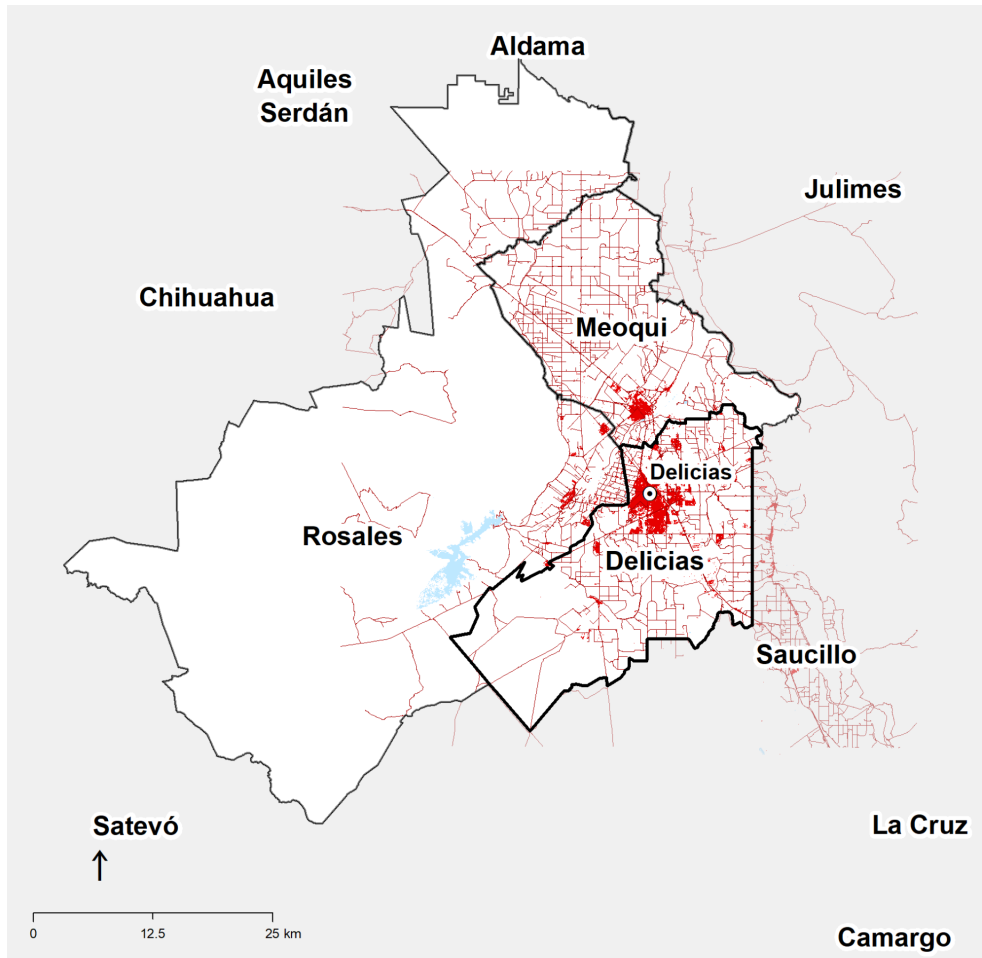 Aldama
Aquiles
Serdán
Julimes
Chihuahua
Meoqui
Delicias
Rosales
Delicias
Saucillo
Satevó
La Cruz
0 12.5 25 km
Camargo